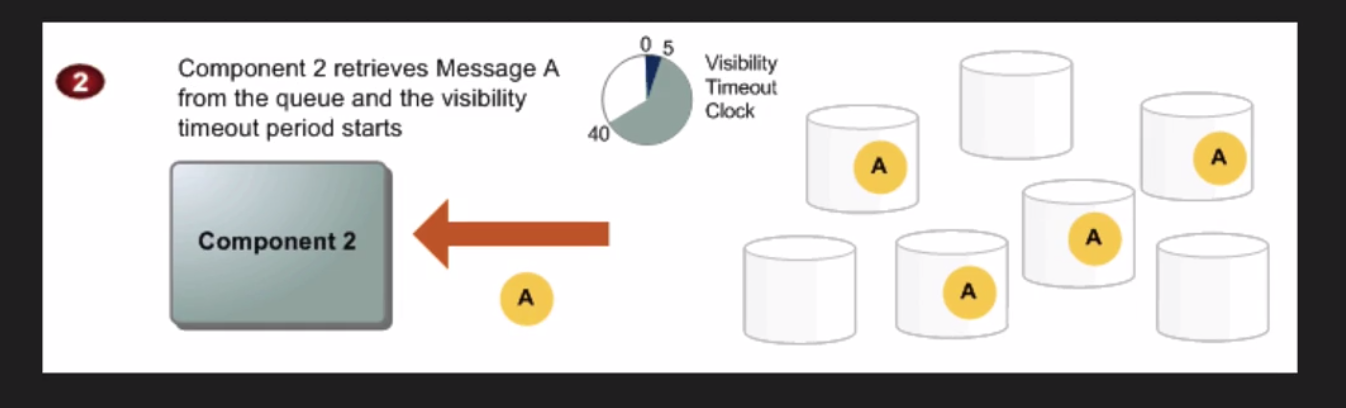 2
Component 2 retrieves Message A
from the queue and the visibility
timeout period starts
0 5
40
Visibility
Timeout
Clock
Component 2
A
A
A
A
A